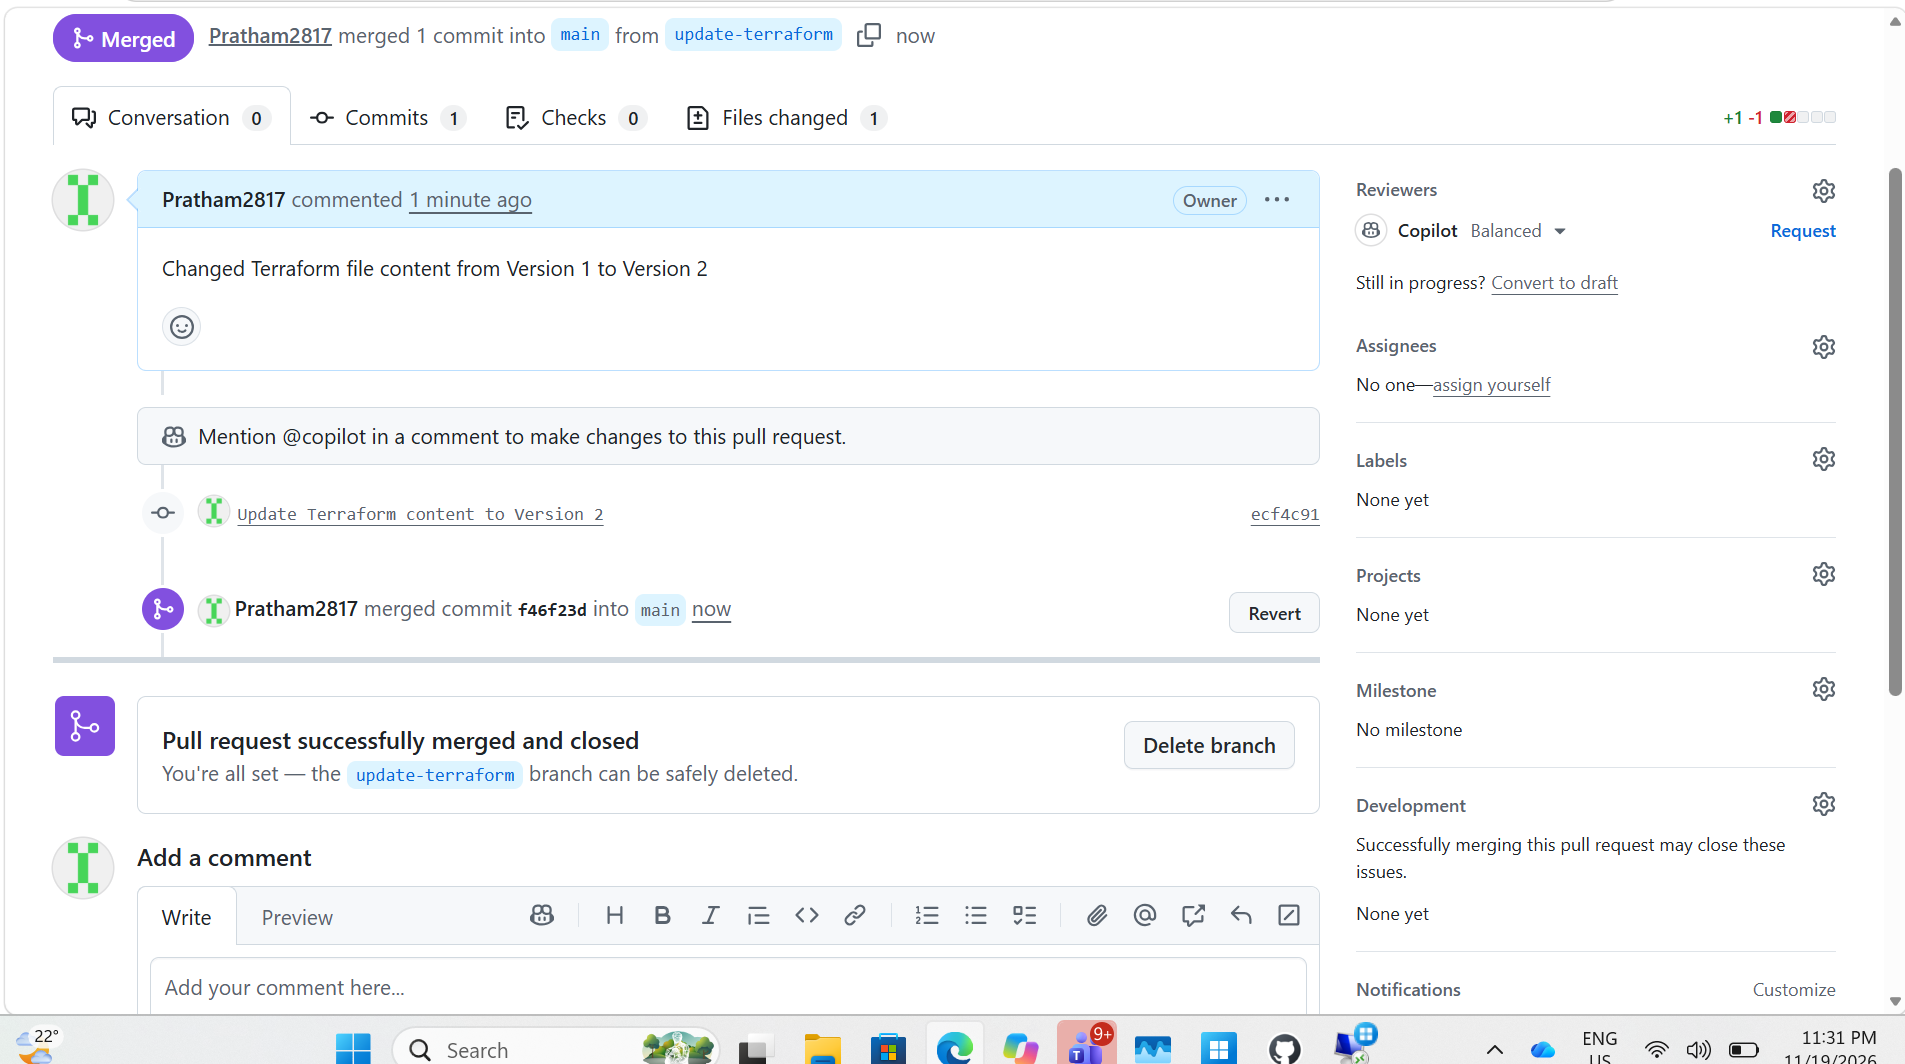 Merged Pratham2817 merged 1 commit into main from update-terraform now
Conversation 0 Commits 1 Checks 0 Files changed 1 +1 -1
Pratham2817 commented 1 minute ago Owner
Changed Terraform file content from Version 1 to Version 2
Mention @copilot in a comment to make changes to this pull request.
Update Terraform content to Version 2 ecf4c91
Pratham2817 merged commit f46f23d into main now Revert
Pull request successfully merged and closed
You're all set — the update-terraform branch can be safely deleted.
Delete branch
Add a comment
Write Preview
Add your comment here...
Reviewers
Copilot Balanced Request
Still in progress? Convert to draft
Assignees
No one—assign yourself
Labels
None yet
Projects
None yet
Milestone
No milestone
Development
Successfully merging this pull request may close these
issues.
None yet
Notifications Customize
22°
Search
9+
ENG
US
11:31 PM
11/19/2026